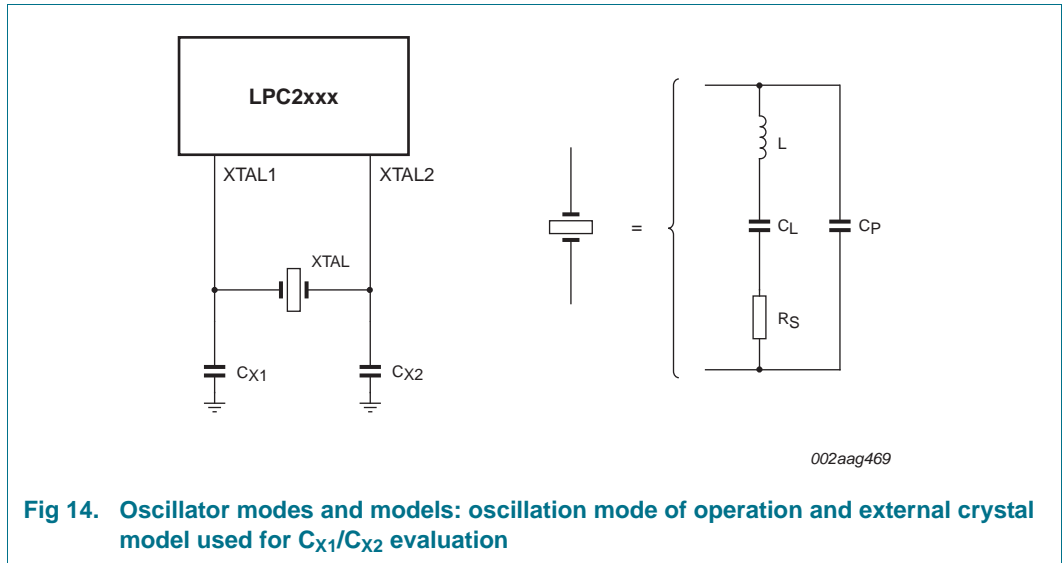 LPC2xxx
XTAL1
XTAL2
XTAL
CX1
CX2
=
L
CL
CP
RS
002aag469
Fig 14. Oscillator modes and models: oscillation mode of operation and external crystal
model used for CX1/CX2 evaluation